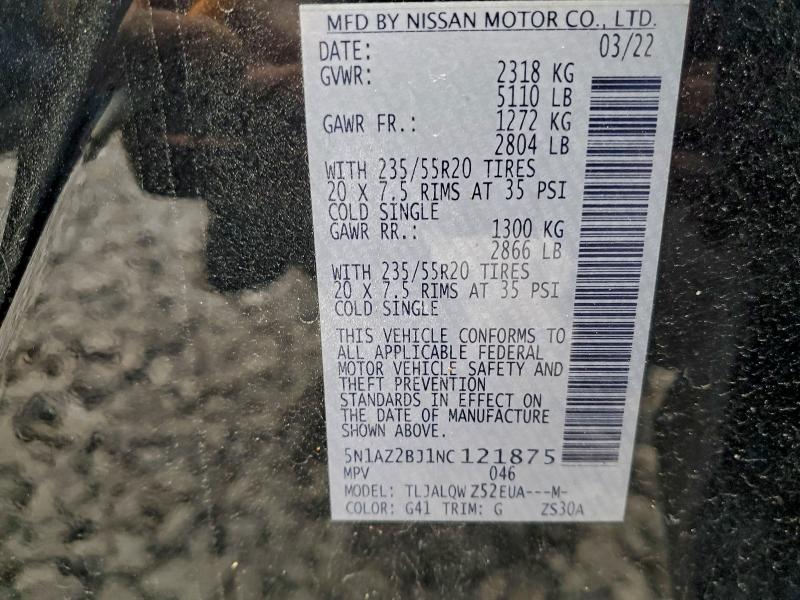 MFD BY NISSAN MOTOR CO., LTD.
DATE: 03/22
GVWR: 2318 KG
5110 LB
GAWR FR.: 1272 KG
2804 LB
WITH 235/55R20 TIRES
20 X 7.5 RIMS AT 35 PSI
COLD SINGLE
GAWR RR.: 1300 KG
2866 LB
WITH 235/55R20 TIRES
20 X 7.5 RIMS AT 35 PSI
COLD SINGLE
THIS VEHICLE CONFORMS TO
ALL APPLICABLE FEDERAL
MOTOR VEHICLE SAFETY AND
THEFT PREVENTION
STANDARDS IN EFFECT ON
THE DATE OF MANUFACTURE
SHOWN ABOVE.
5N1AZ2BJ1NC121875
MPV 046
MODEL: TLJALQW Z52EUA---M-
COLOR: G41 TRIM: G ZS30A